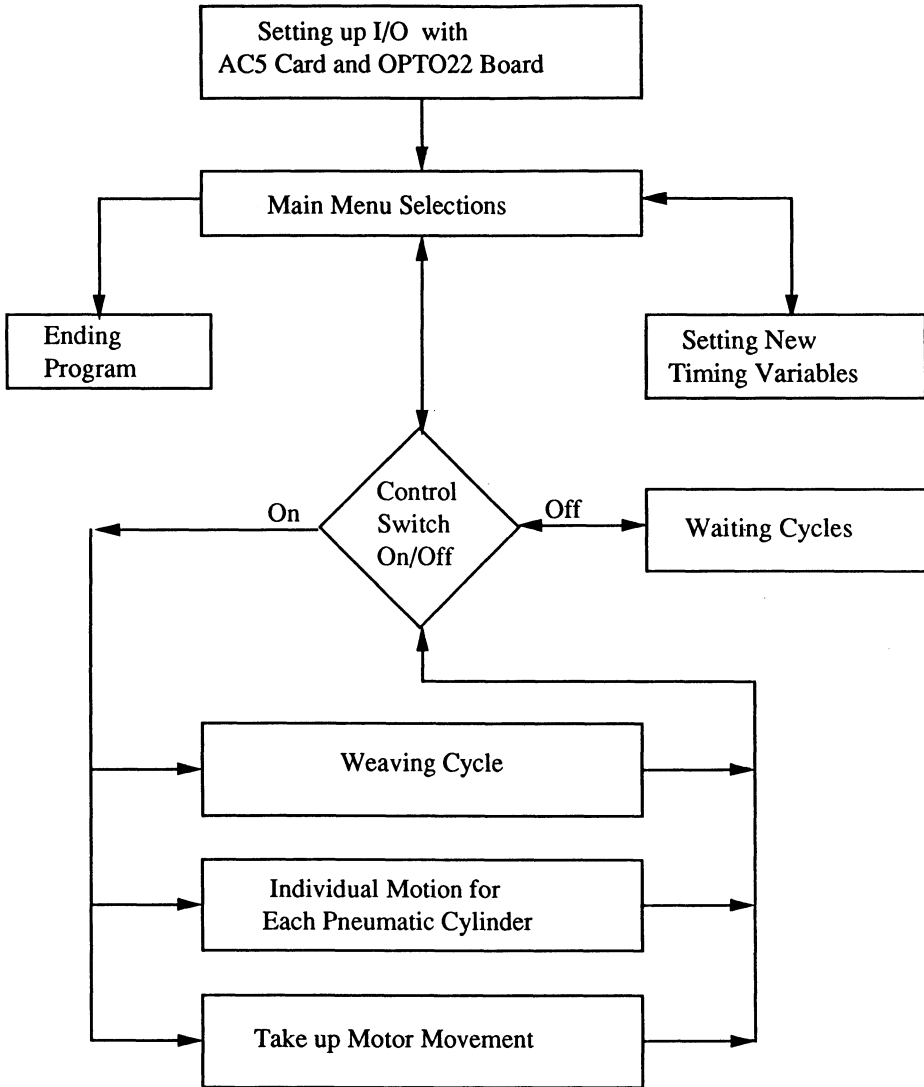 Setting up I/O with
AC5 Card and OPTO22 Board
Main Menu Selections
Ending
Program
Setting New
Timing Variables
Control
Switch
On/Off
On
Off
Waiting Cycles
Weaving Cycle
Individual Motion for
Each Pneumatic Cylinder
Take up Motor Movement